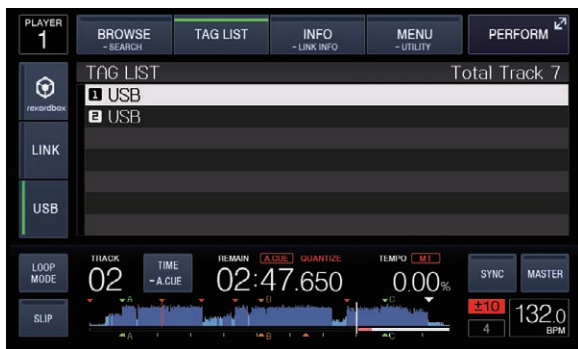 PLAYER
1
BROWSE
- SEARCH
TAG LIST
INFO
- LINK INFO
MENU
- UTILITY
PERFORM
rekordbox
LINK
USB
TAG LIST
Total Track 7
1 USB
2 USB
LOOP
MODE
TRACK
02
TIME
- A.CUE
REMAIN A.CUE QUANTIZE
02:47.650
TEMPO MT
0.00%
SYNC
MASTER
SLIP
A B C
A B C
±10
4
132.0
BPM